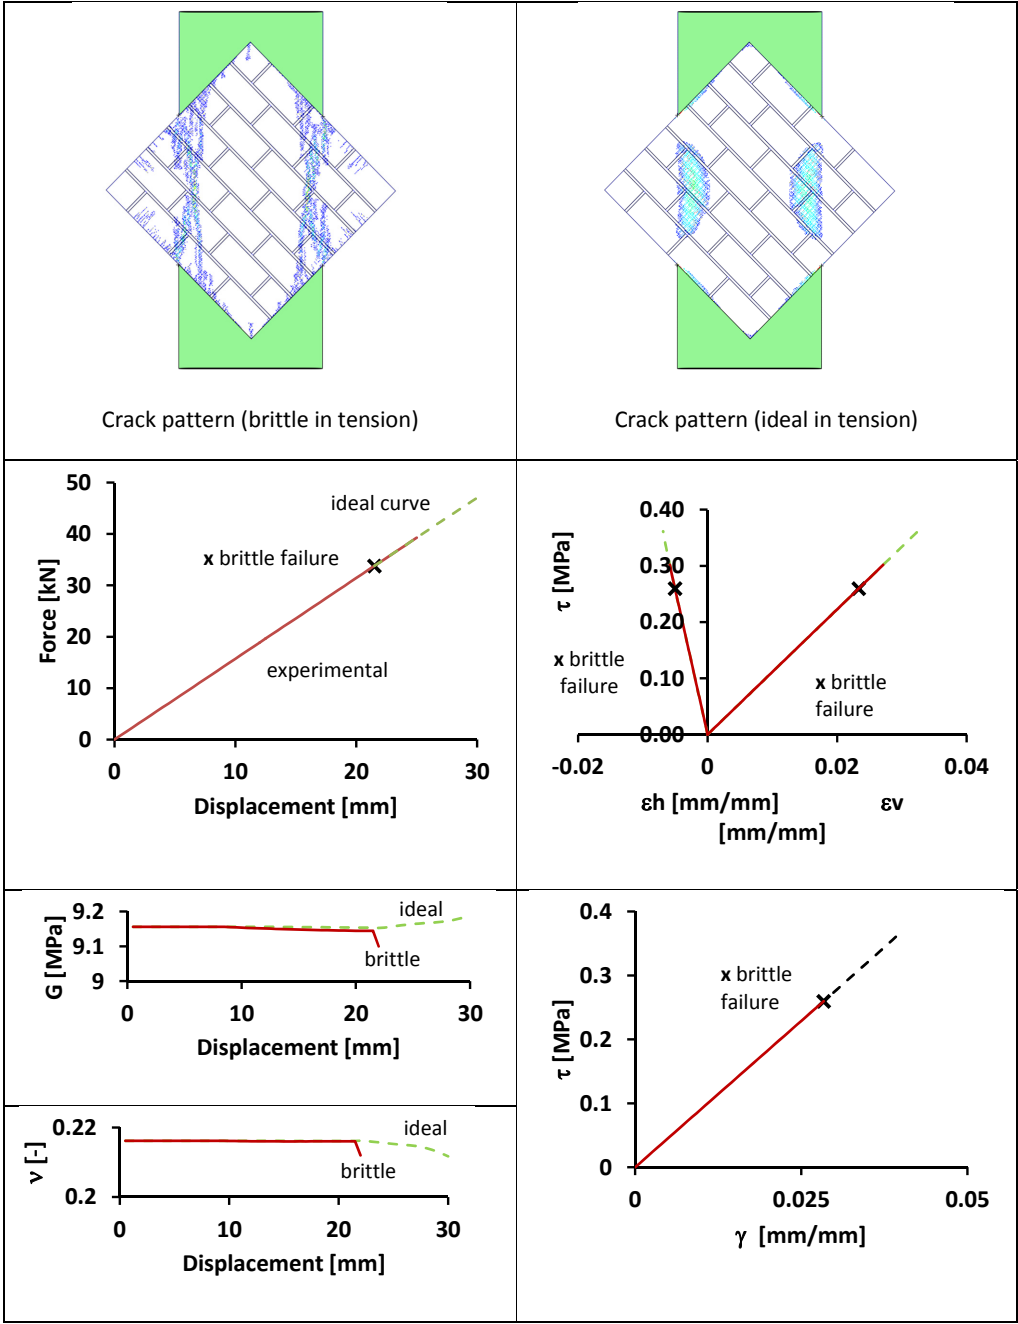 Crack pattern (brittle in tension)
Crack pattern (ideal in tension)
50
40
30
20
10
0
Force [kN]
ideal curve
x brittle failure
experimental
0 10 20 30
Displacement [mm]
0.40
0.30
0.20
0.10
0.00
τ [MPa]
x brittle
failure
x brittle
failure
-0.02 0 0.02 0.04
εh [mm/mm] εv
[mm/mm]
9.2
9.1
9
G [MPa]
ideal
brittle
0 10 20 30
Displacement [mm]
0.22
0.2
ν [-]
ideal
brittle
0 10 20 30
Displacement [mm]
0.4
0.3
0.2
0.1
0
τ [MPa]
x brittle
failure
0 0.025 0.05
γ [mm/mm]